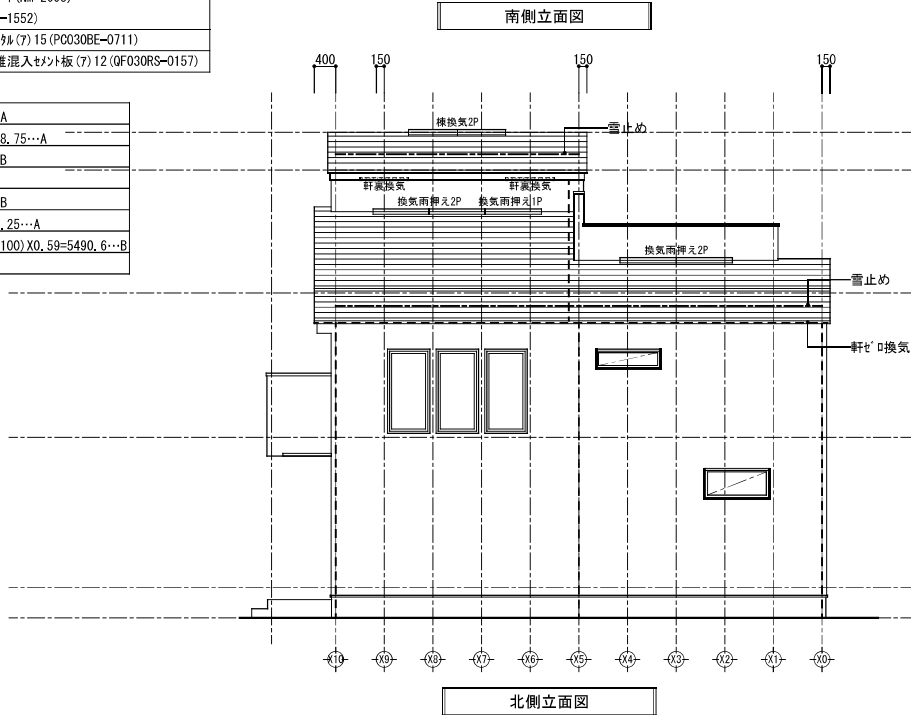 -1552)
ﾀﾙ(ｱ)15(PC030BE-0711)
混入ｾﾒﾝﾄ板(ｱ)12(QF030RS-0157)
A
8.75…A
B
B
.25…A
100)X0.59=5490.6…B
南側立面図
400
150
150
150
棟換気2P
雪止め
軒裏換気
軒裏換気
換気雨押え2P
換気雨押え1P
換気雨押え2P
雪止め
軒ｾﾞﾛ換気
X10
X9
X8
X7
X6
X5
X4
X3
X2
X1
X0
北側立面図